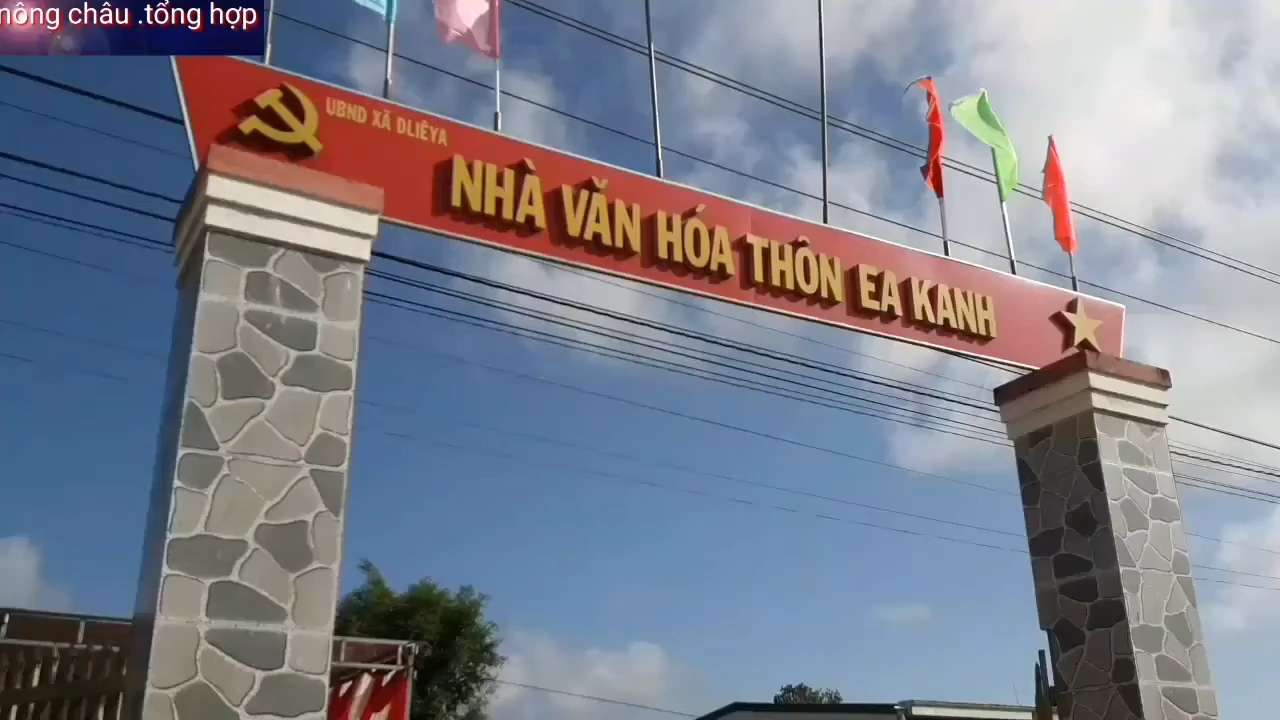 nông châu .tổng hợp
UBND XÃ DLIÊYA
NHÀ VĂN HÓA THÔN EA KANH